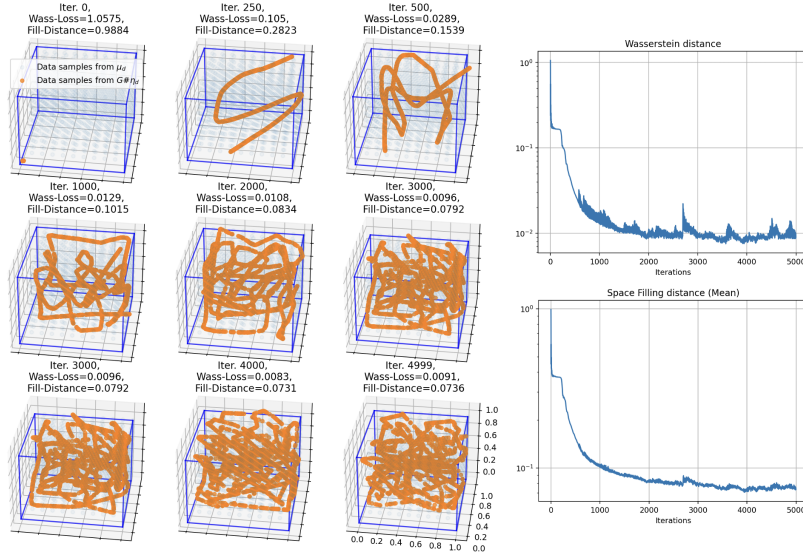 Iter. 0,
Wass-Loss=1.0575,
Fill-Distance=0.9884
Iter. 250,
Wass-Loss=0.105,
Fill-Distance=0.2823
Iter. 500,
Wass-Loss=0.0289,
Fill-Distance=0.1539
Data samples from μ_d
Data samples from G#η_d
Iter. 1000,
Wass-Loss=0.0129,
Fill-Distance=0.1015
Iter. 2000,
Wass-Loss=0.0108,
Fill-Distance=0.0834
Iter. 3000,
Wass-Loss=0.0096,
Fill-Distance=0.0792
Iter. 3000,
Wass-Loss=0.0096,
Fill-Distance=0.0792
Iter. 4000,
Wass-Loss=0.0083,
Fill-Distance=0.0731
Iter. 4999,
Wass-Loss=0.0091,
Fill-Distance=0.0736
1.0
0.8
0.6
0.4
0.2
0.0
1.0
0.8
0.6
0.4
0.2
0.0
0.0 0.2 0.4 0.6 0.8 1.0
Wasserstein distance
10⁰
10⁻¹
10⁻²
0 1000 2000 3000 4000 5000
Iterations
Space Filling distance (Mean)
10⁰
10⁻¹
0 1000 2000 3000 4000 5000
Iterations